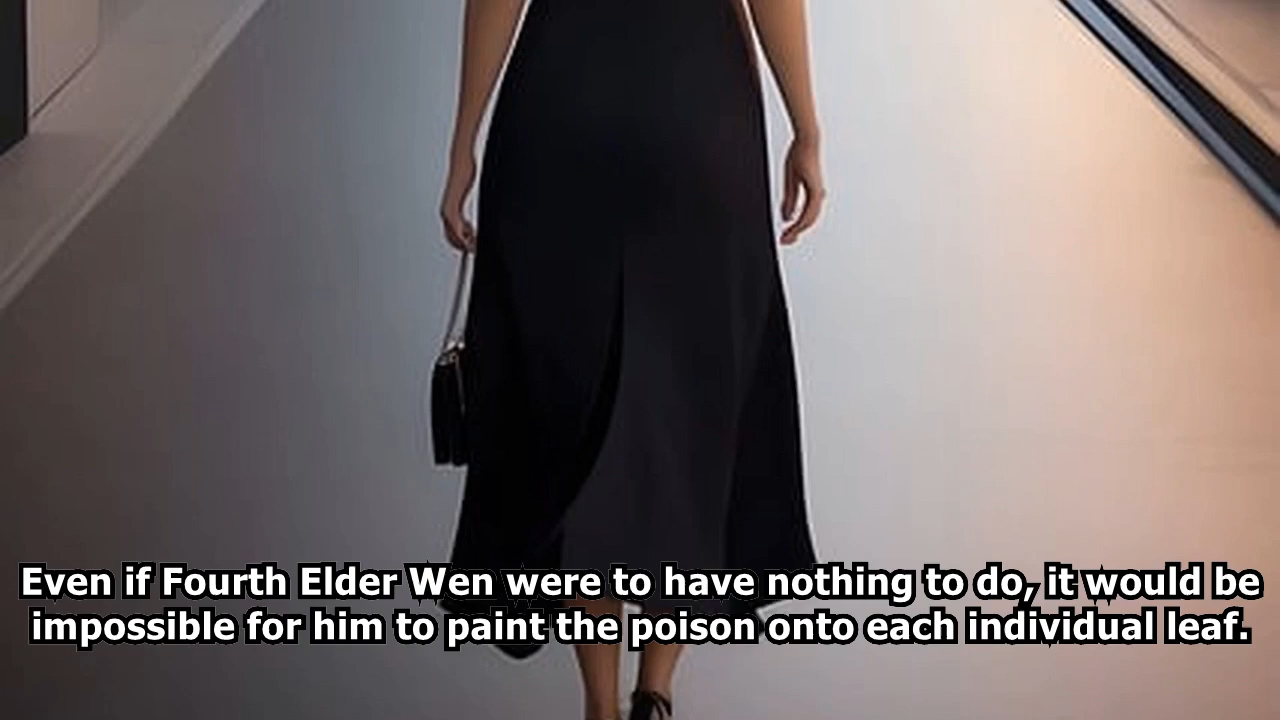 Even if Fourth Elder Wen were to have nothing to do, it would be
impossible for him to paint the poison onto each individual leaf.